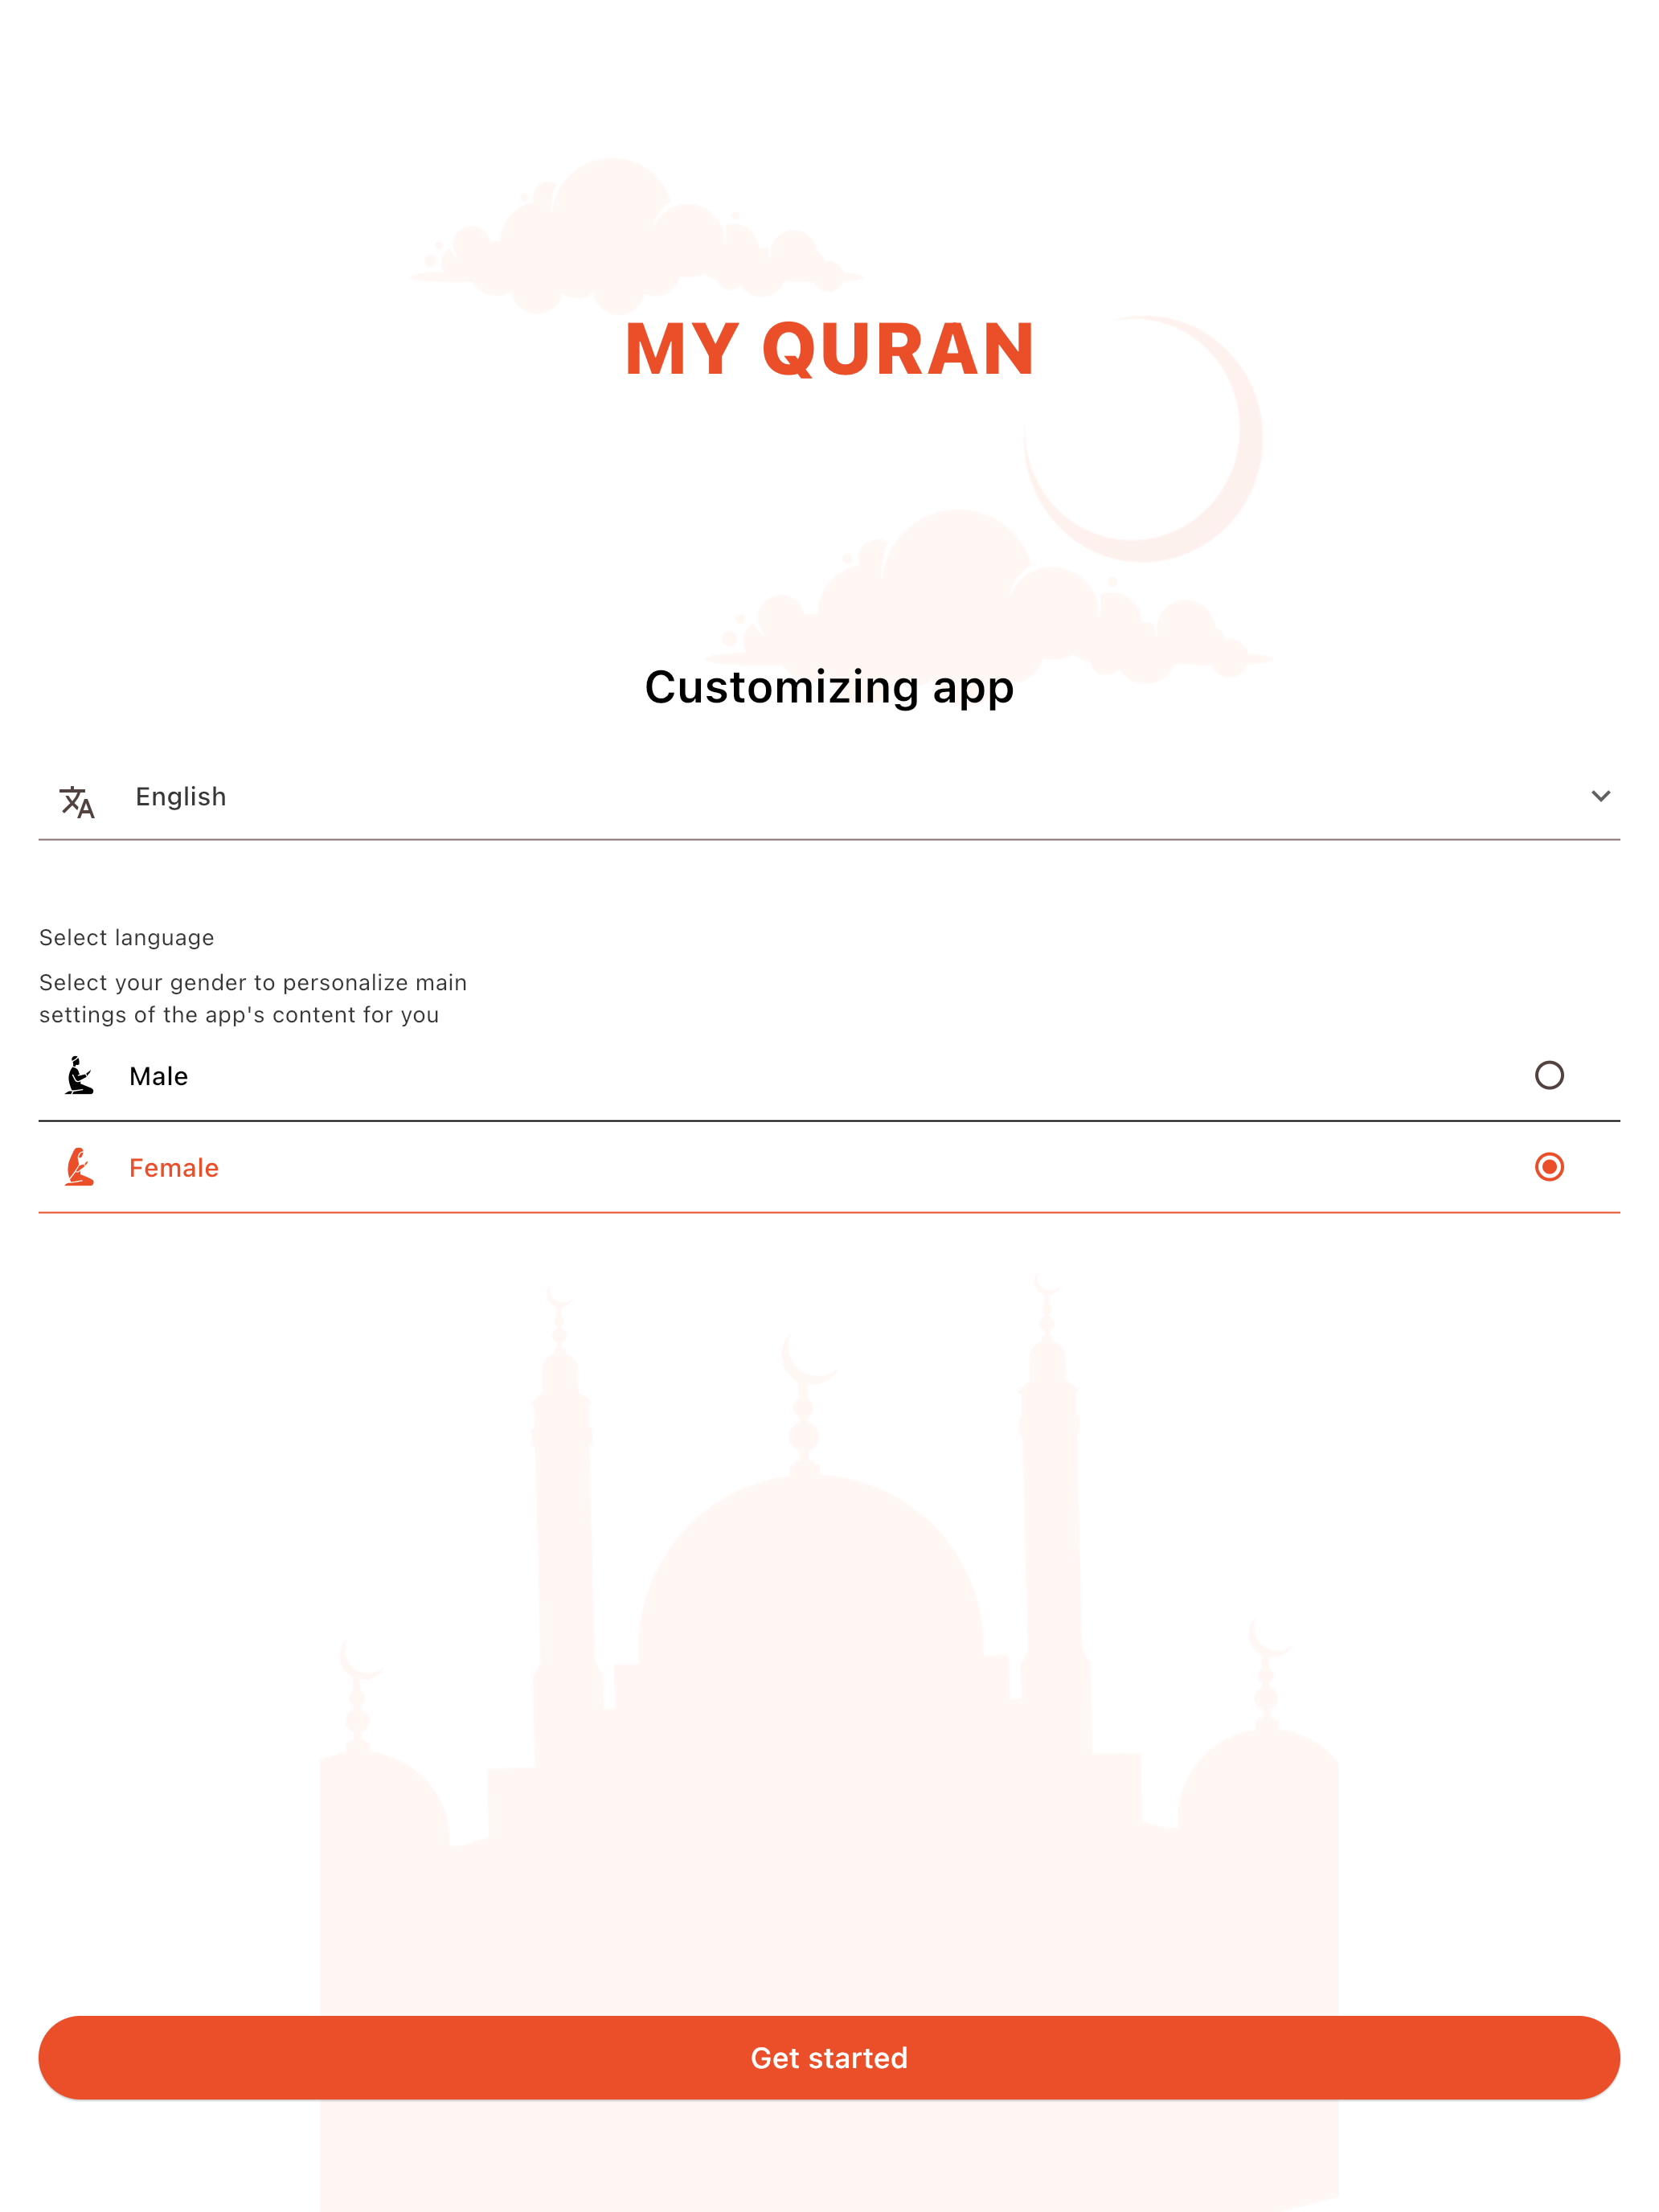 MY QURAN
Customizing app
English
Select language
Select your gender to personalize main
settings of the app's content for you
Male
Female
Get started